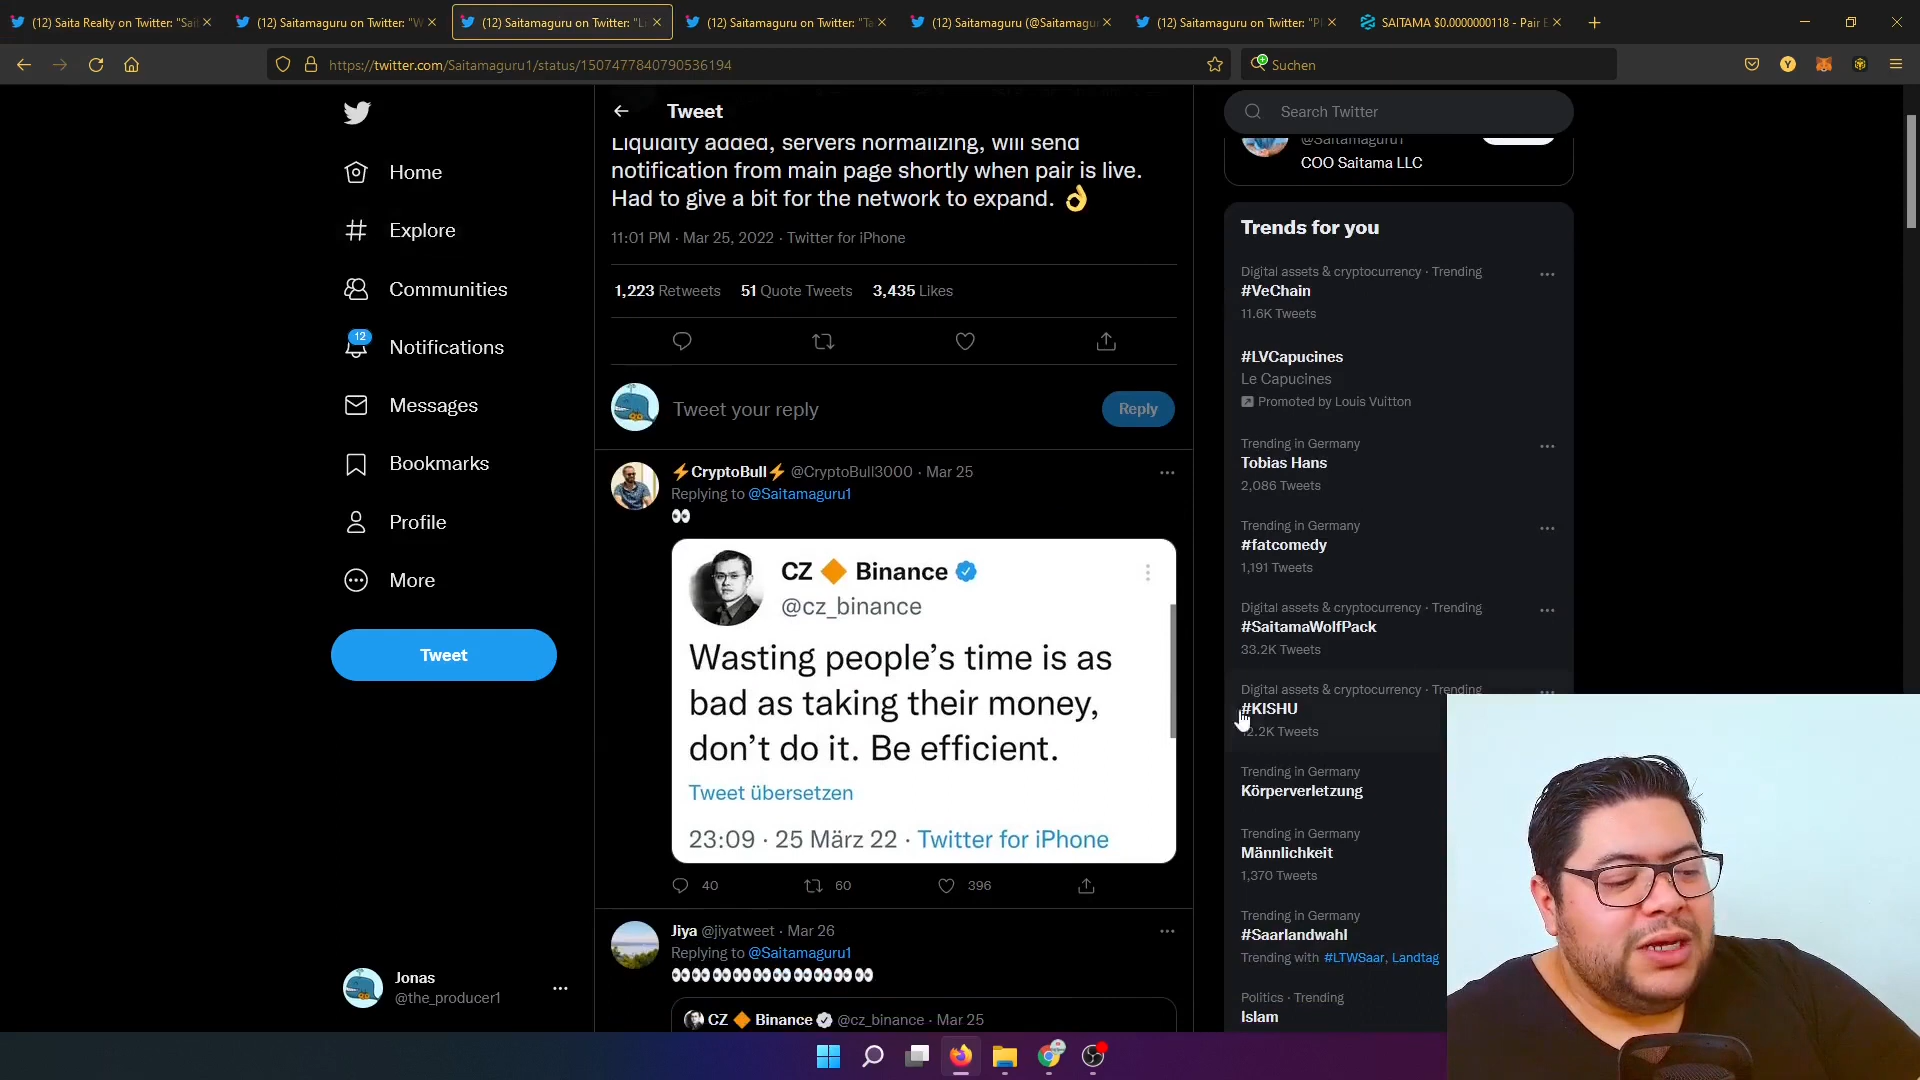 (12) Saita Realty on Twitter: "Sait
(12) Saitamaguru on Twitter: "W
(12) Saitamaguru on Twitter: "Li
(12) Saitamaguru on Twitter: "Ta
(12) Saitamaguru (@Saitamagu
(12) Saitamaguru on Twitter: "Pl
SAITAMA $0.0000000118 - Pair E
https://twitter.com/Saitamaguru1/status/1507477840790536194
Suchen
Home
Explore
Communities
12
Notifications
Messages
Bookmarks
Profile
More
Tweet
Jonas
@the_producer1
Tweet
Liquidity added, servers normalizing, will send
notification from main page shortly when pair is live.
Had to give a bit for the network to expand. 👌
11:01 PM · Mar 25, 2022 · Twitter for iPhone
1,223 Retweets 51 Quote Tweets 3,435 Likes
Tweet your reply
Reply
⚡CryptoBull⚡ @CryptoBull3000 · Mar 25
Replying to @Saitamaguru1
👀
CZ 🔶 Binance
@cz_binance
Wasting people's time is as
bad as taking their money,
don't do it. Be efficient.
Tweet übersetzen
23:09 · 25 März 22 · Twitter for iPhone
40 60 396
Jiya @jiyatweet · Mar 26
Replying to @Saitamaguru1
👀👀👀👀👀👀👀👀👀👀
CZ 🔶 Binance @cz_binance · Mar 25
Search Twitter
@Saitamaguru1
COO Saitama LLC
Trends for you
Digital assets & cryptocurrency · Trending
#VeChain
11.6K Tweets
#LVCapucines
Le Capucines
Promoted by Louis Vuitton
Trending in Germany
Tobias Hans
2,086 Tweets
Trending in Germany
#fatcomedy
1,191 Tweets
Digital assets & cryptocurrency · Trending
#SaitamaWolfPack
33.2K Tweets
Digital assets & cryptocurrency · Trending
#KISHU
2.2K Tweets
Trending in Germany
Körperverletzung
Trending in Germany
Männlichkeit
1,370 Tweets
Trending in Germany
#Saarlandwahl
Trending with #LTWSaar, Landtag
Politics · Trending
Islam